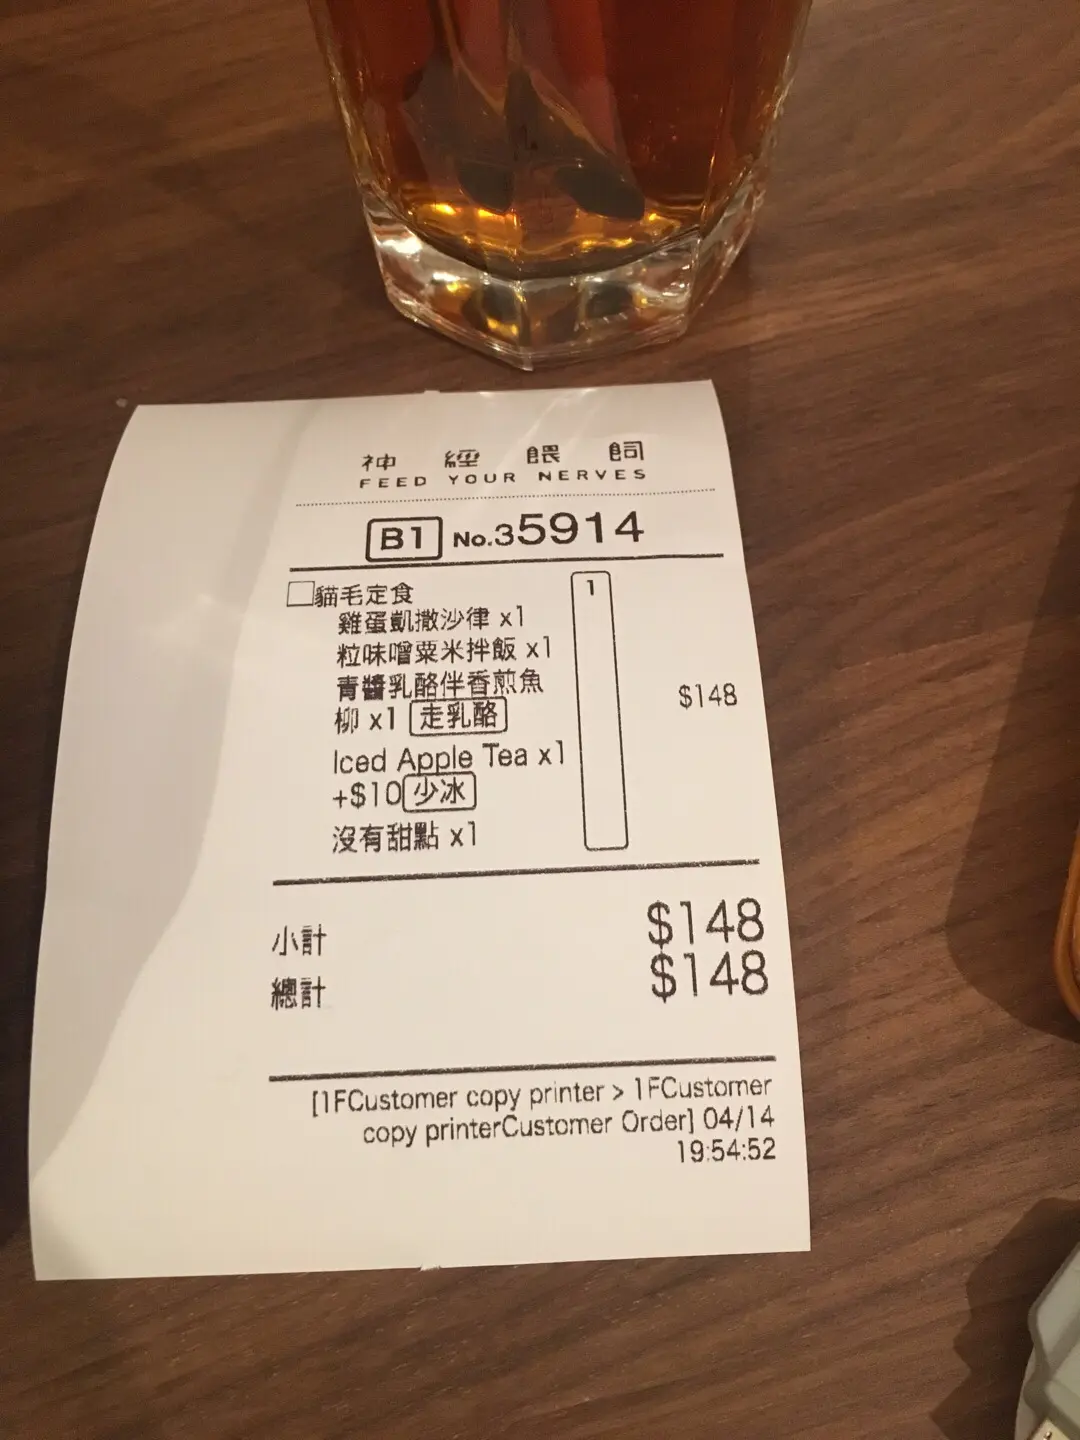 神經餵飼
FEED YOUR NERVES
B1 No.35914
貓毛定食 1
雞蛋凱撒沙律 x1
粒味噌粟米拌飯 x1
青醬乳酪伴香煎魚
柳 x1 走乳酪 $148
Iced Apple Tea x1
+$10 少冰
沒有甜點 x1
小計 $148
總計 $148
[1FCustomer copy printer > 1FCustomer
copy printerCustomer Order] 04/14
19:54:52